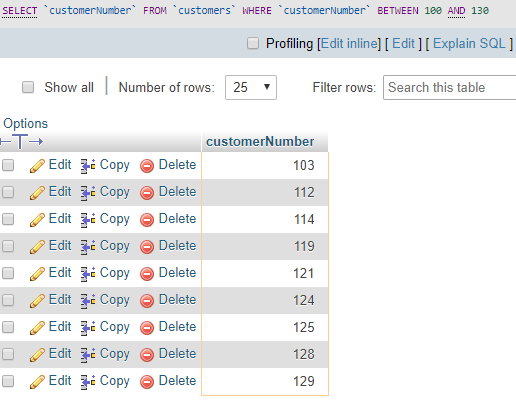 SELECT `customerNumber` FROM `customers` WHERE `customerNumber` BETWEEN 100 AND 130
Profiling [Edit inline] [ Edit ] [ Explain SQL ]
Show all Number of rows: 25 Filter rows: Search this table
Options
customerNumber
Edit Copy Delete 103
Edit Copy Delete 112
Edit Copy Delete 114
Edit Copy Delete 119
Edit Copy Delete 121
Edit Copy Delete 124
Edit Copy Delete 125
Edit Copy Delete 128
Edit Copy Delete 129